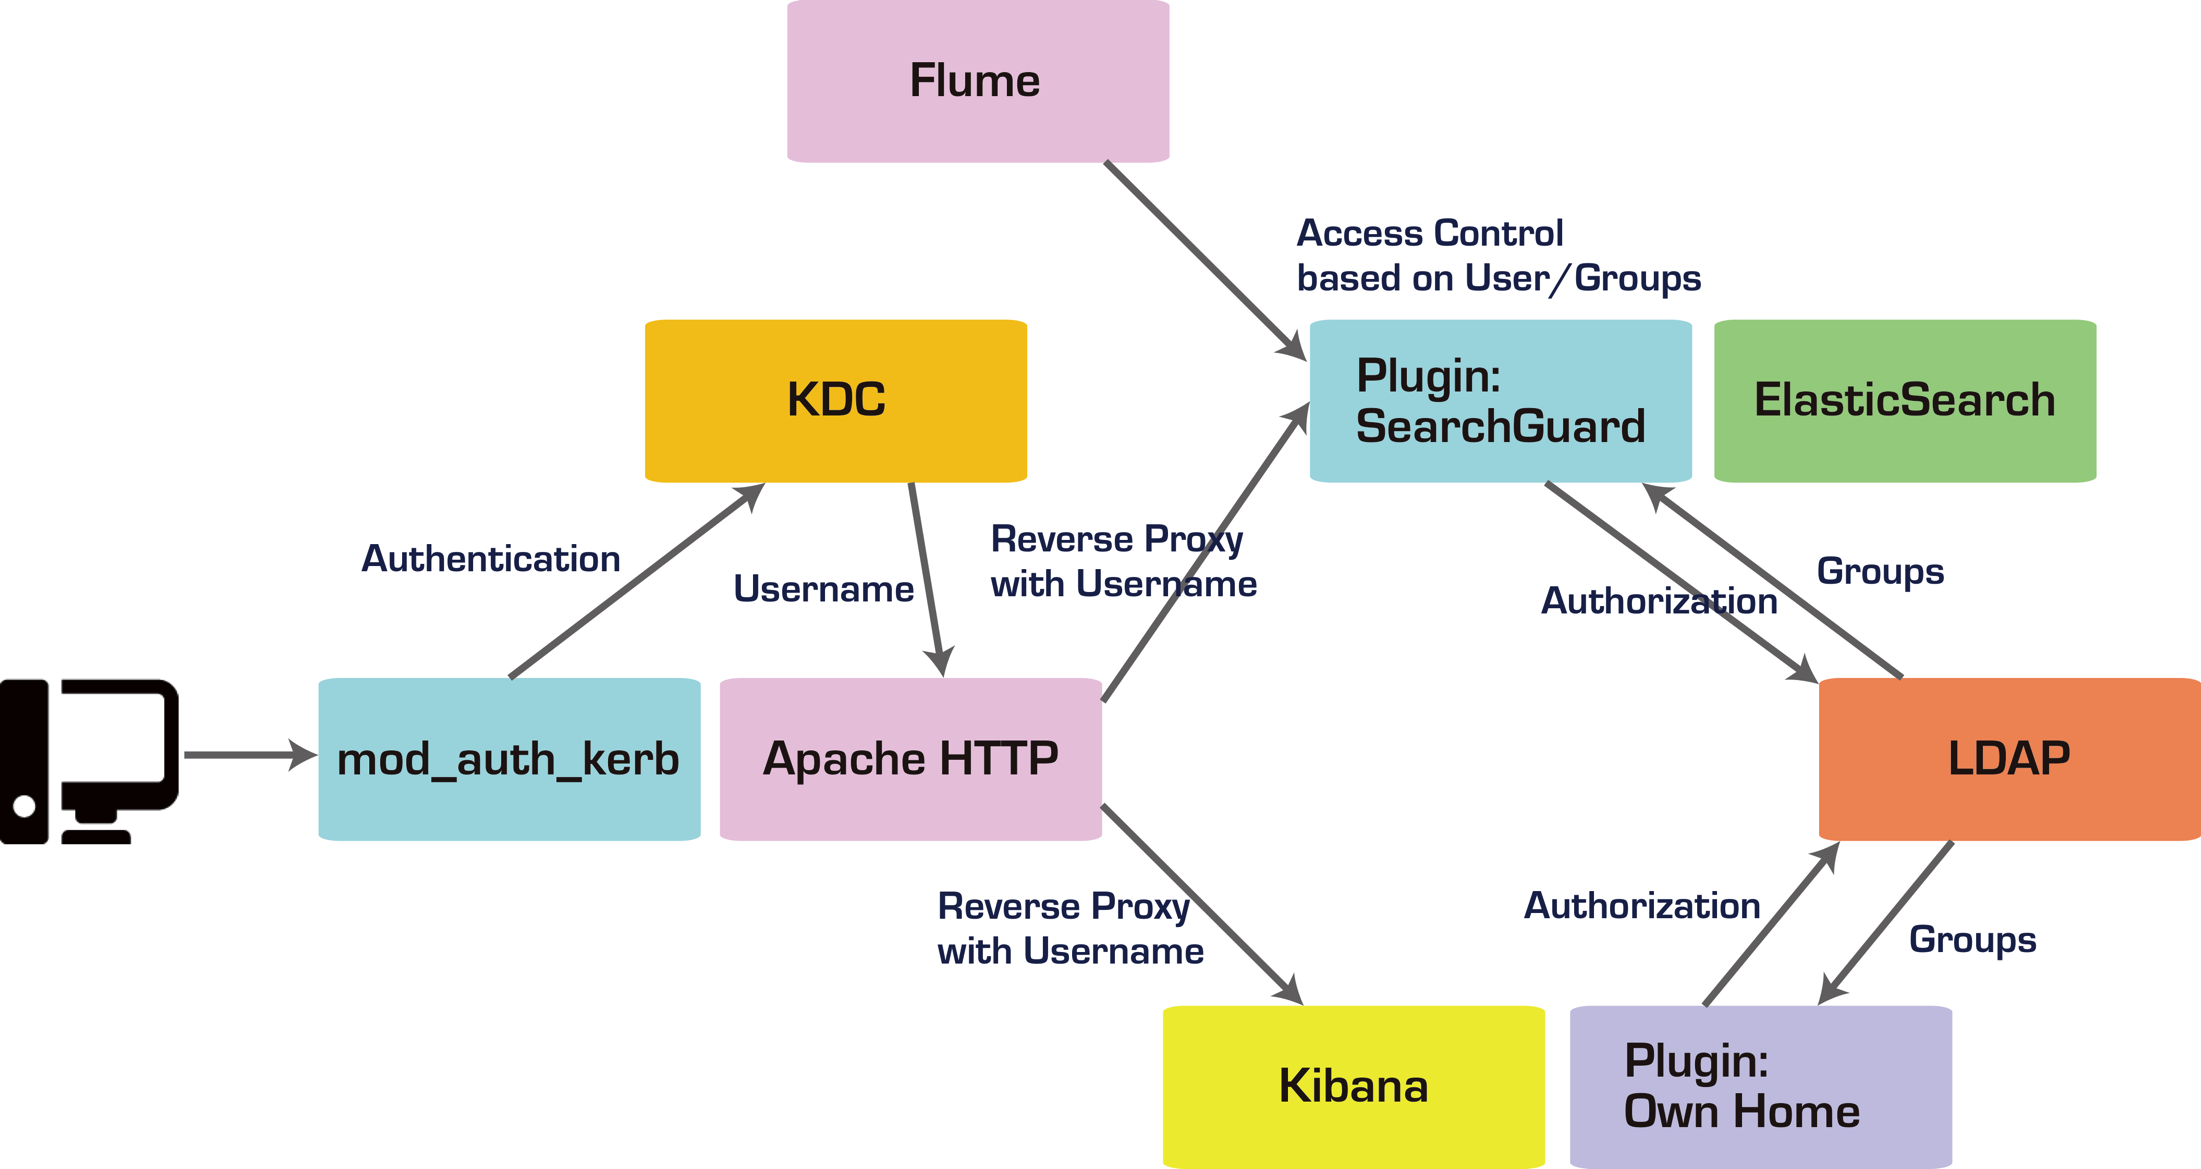 Flume
Access Control
based on User/Groups
KDC
Plugin:
SearchGuard
ElasticSearch
Authentication
Username
Reverse Proxy
with Username
Authorization
Groups
mod_auth_kerb
Apache HTTP
LDAP
Reverse Proxy
with Username
Authorization
Groups
Kibana
Plugin:
Own Home